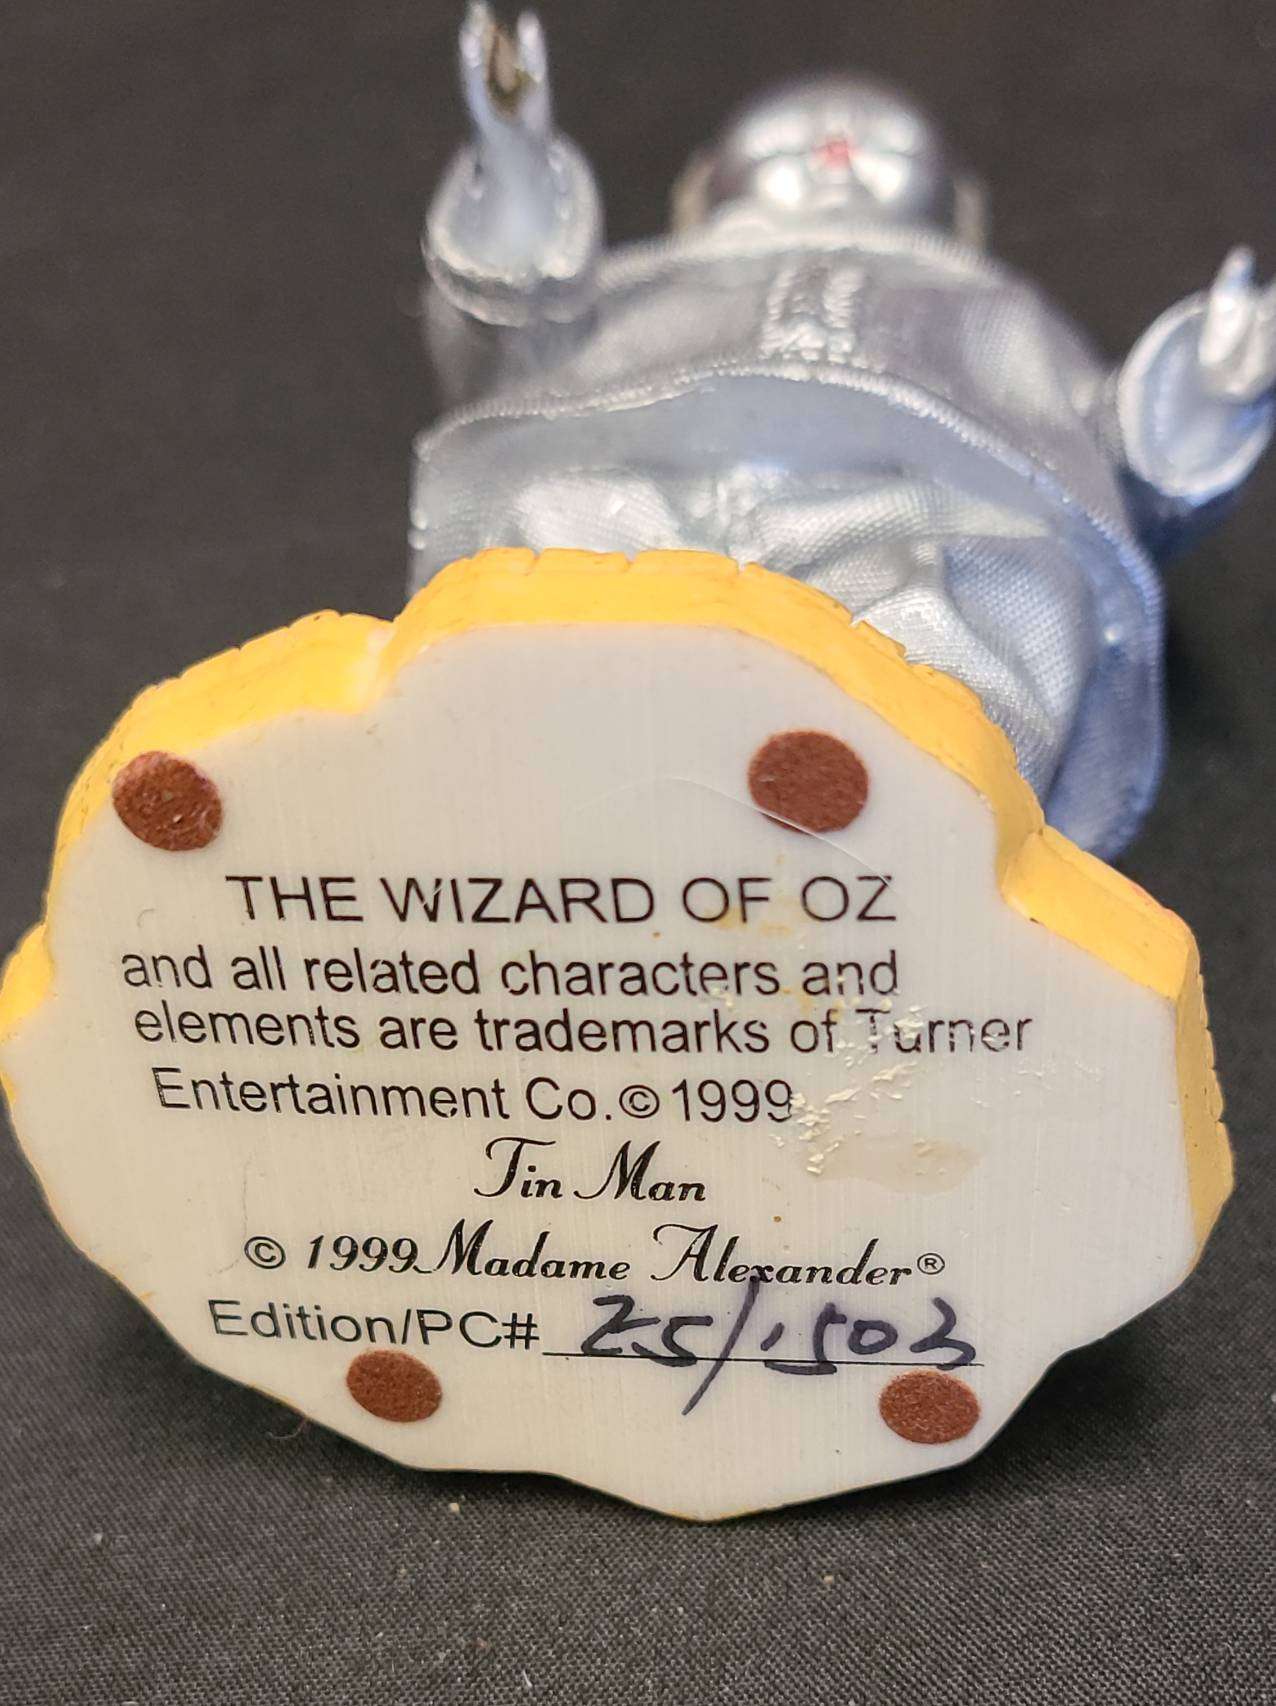 THE WIZARD OF OZ
and all related characters and
elements are trademarks of Turner
Entertainment Co.©1999
Tin Man
© 1999 Madame Alexander®
Edition/PC# 25/1503